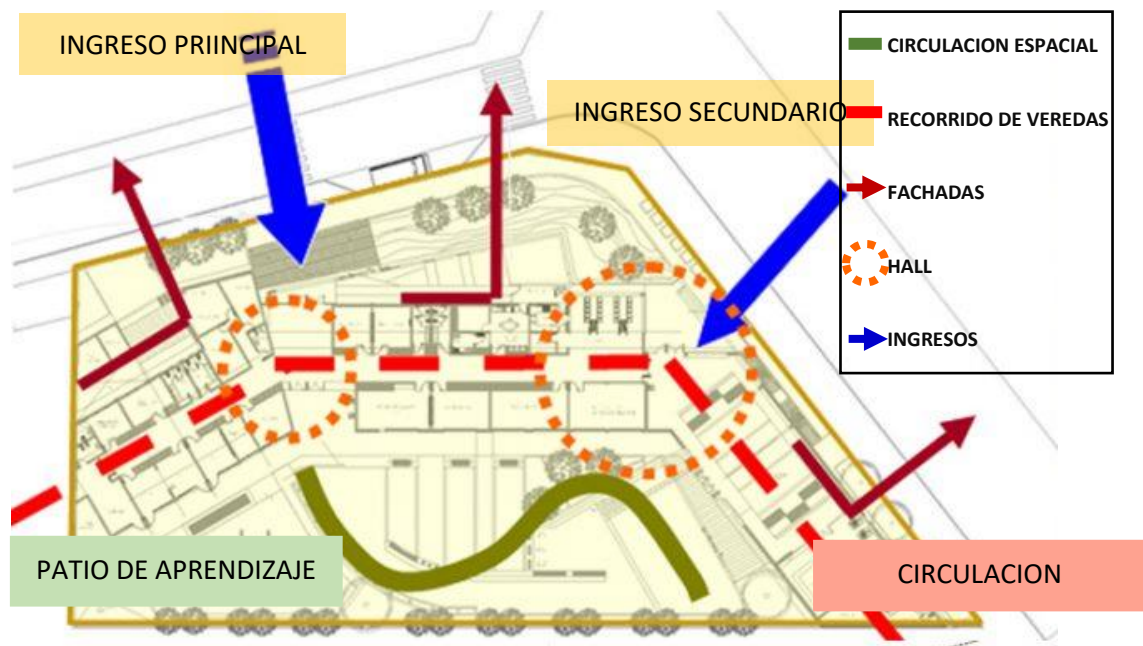 INGRESO PRIINCIPAL
INGRESO SECUNDARIO
CIRCULACION ESPACIAL
RECORRIDO DE VEREDAS
FACHADAS
HALL
INGRESOS
PATIO DE APRENDIZAJE
CIRCULACION